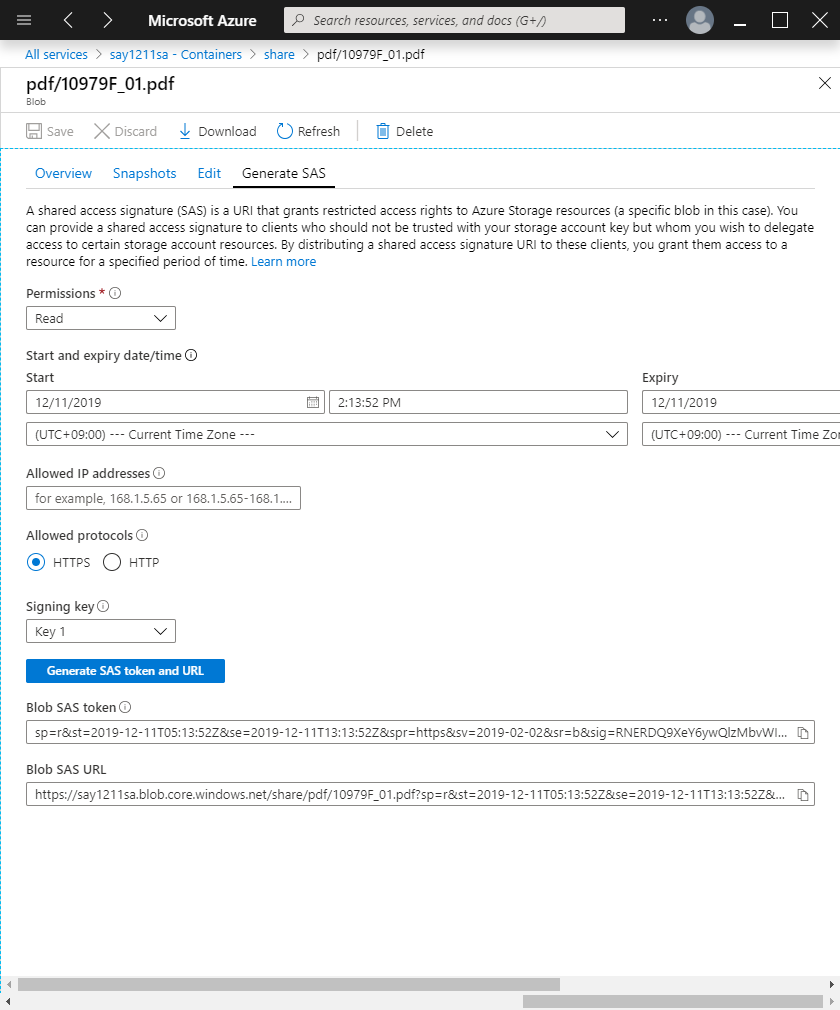 Microsoft Azure
Search resources, services, and docs (G+/)
All services > say1211sa - Containers > share > pdf/10979F_01.pdf
pdf/10979F_01.pdf
Blob
Save Discard Download Refresh Delete
Overview Snapshots Edit Generate SAS
A shared access signature (SAS) is a URI that grants restricted access rights to Azure Storage resources (a specific blob in this case). You
can provide a shared access signature to clients who should not be trusted with your storage account key but whom you wish to delegate
access to certain storage account resources. By distributing a shared access signature URI to these clients, you grant them access to a
resource for a specified period of time. Learn more
Permissions *
Read
Start and expiry date/time
Start Expiry
12/11/2019 2:13:52 PM 12/11/2019
(UTC+09:00) --- Current Time Zone --- (UTC+09:00) --- Current Time Zor
Allowed IP addresses
for example, 168.1.5.65 or 168.1.5.65-168.1....
Allowed protocols
HTTPS HTTP
Signing key
Key 1
Generate SAS token and URL
Blob SAS token
sp=r&st=2019-12-11T05:13:52Z&se=2019-12-11T13:13:52Z&spr=https&sv=2019-02-02&sr=b&sig=RNERDQ9XeY6ywQlzMbvWI...
Blob SAS URL
https://say1211sa.blob.core.windows.net/share/pdf/10979F_01.pdf?sp=r&st=2019-12-11T05:13:52Z&se=2019-12-11T13:13:52Z&...